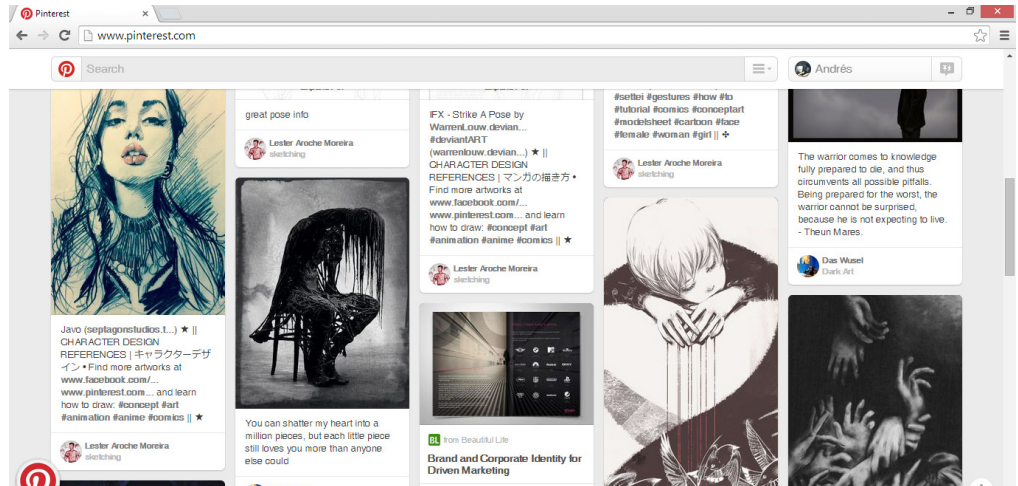 Pinterest
www.pinterest.com
Search
Andrés
Javo (septagonstudios.t...) ★ ||
CHARACTER DESIGN
REFERENCES | キャラクターデザ
イン • Find more artworks at
www.facebook.com/...
www.pinterest.com... and learn
how to draw: #concept #art
#animation #anime #comics || ★
Lester Aroche Moreira
sketching
great pose info
Lester Aroche Moreira
sketching
You can shatter my heart into a
million pieces, but each little piece
still loves you more than anyone
else could
IFX - Strike A Pose by
WarrenLouw.devian...
#deviantART
(warrenlouw.devian...) ★ ||
CHARACTER DESIGN
REFERENCES | マンガの描き方 •
Find more artworks at
www.facebook.com/...
www.pinterest.com... and learn
how to draw: #concept #art
#animation #anime #comics || ★
Lester Aroche Moreira
sketching
BL from Beautiful Life
Brand and Corporate Identity for
Driven Marketing
#settei #gestures #how #to
#tutorial #comics #conceptart
#modelsheet #cartoon #face
#female #woman #girl || ✣
Lester Aroche Moreira
sketching
The warrior comes to knowledge
fully prepared to die, and thus
circumvents all possible pitfalls.
Being prepared for the worst, the
warrior cannot be surprised,
because he is not expecting to live.
- Theun Mares.
Das Wusel
Dark Art